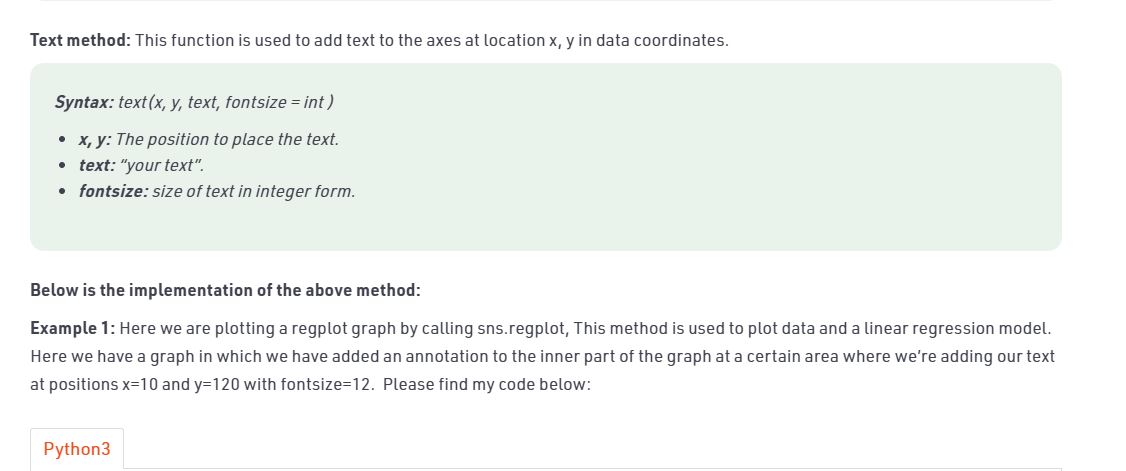 Text method: This function is used to add text to the axes at location x, y in data coordinates.
Syntax: text(x, y, text, fontsize = int )
• x, y: The position to place the text.
• text: “your text”.
• fontsize: size of text in integer form.
Below is the implementation of the above method:
Example 1: Here we are plotting a regplot graph by calling sns.regplot, This method is used to plot data and a linear regression model.
Here we have a graph in which we have added an annotation to the inner part of the graph at a certain area where we’re adding our text
at positions x=10 and y=120 with fontsize=12.  Please find my code below:
Python3